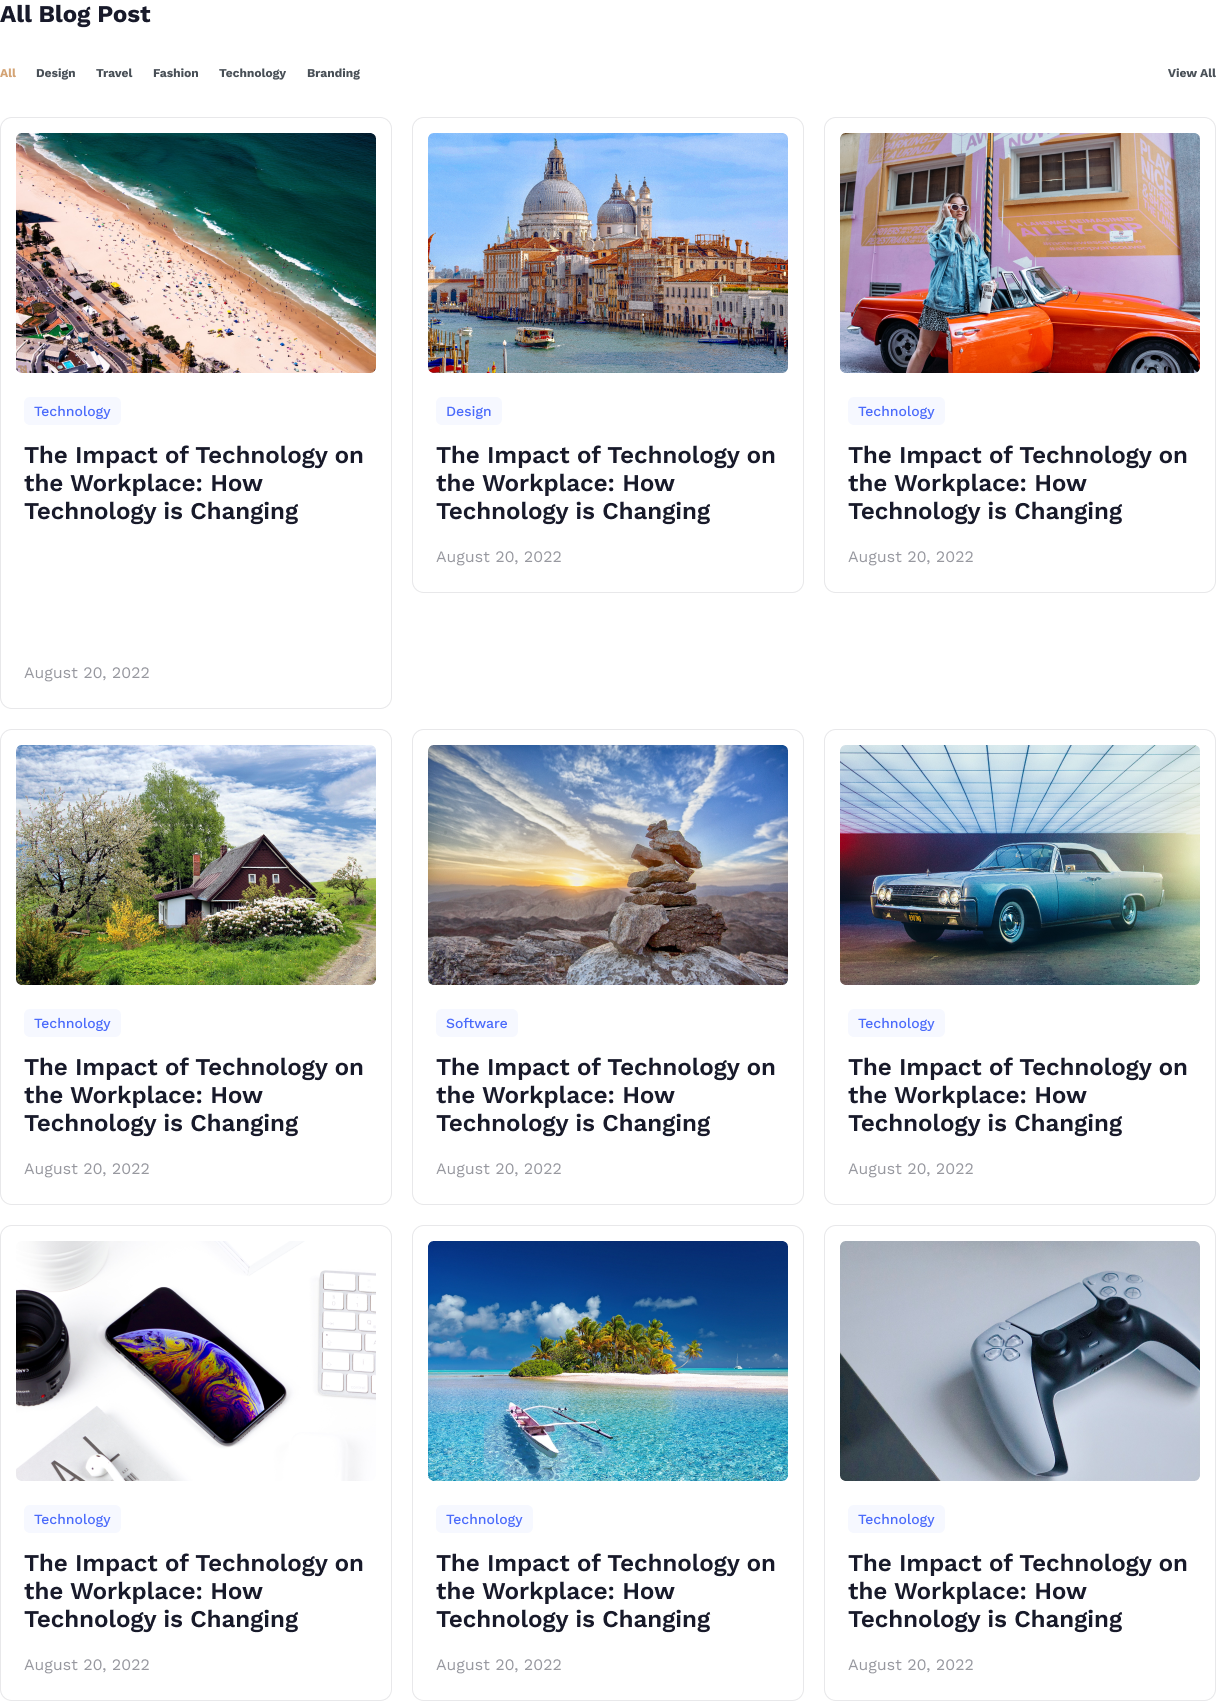 All Blog Post
All Design Travel Fashion Technology Branding View All
Technology
The Impact of Technology on
the Workplace: How
Technology is Changing
August 20, 2022
Design
The Impact of Technology on
the Workplace: How
Technology is Changing
August 20, 2022
ALLEY-OOP
Technology
The Impact of Technology on
the Workplace: How
Technology is Changing
August 20, 2022
Technology
The Impact of Technology on
the Workplace: How
Technology is Changing
August 20, 2022
Software
The Impact of Technology on
the Workplace: How
Technology is Changing
August 20, 2022
Technology
The Impact of Technology on
the Workplace: How
Technology is Changing
August 20, 2022
Technology
The Impact of Technology on
the Workplace: How
Technology is Changing
August 20, 2022
Technology
The Impact of Technology on
the Workplace: How
Technology is Changing
August 20, 2022
Technology
The Impact of Technology on
the Workplace: How
Technology is Changing
August 20, 2022